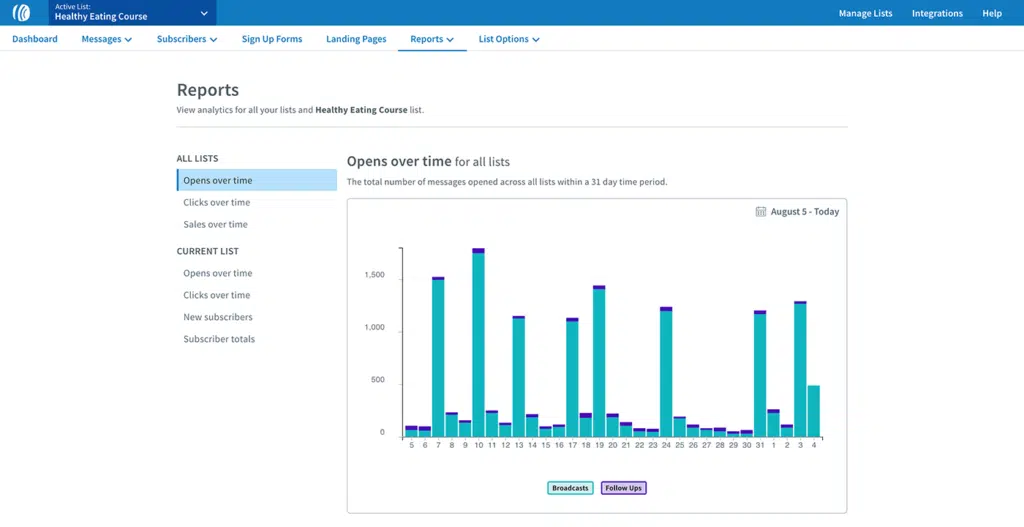 Active List:
Healthy Eating Course
Manage Lists Integrations Help
Dashboard Messages Subscribers Sign Up Forms Landing Pages Reports List Options
Reports
View analytics for all your lists and Healthy Eating Course list.
ALL LISTS
Opens over time
Clicks over time
Sales over time
CURRENT LIST
Opens over time
Clicks over time
New subscribers
Subscriber totals
Opens over time for all lists
The total number of messages opened across all lists within a 31 day time period.
August 5 - Today
1,500
1,000
500
0
5 6 7 8 9 10 11 12 13 14 15 16 17 18 19 20 21 22 23 24 25 26 27 28 29 30 31 1 2 3 4
Broadcasts Follow Ups